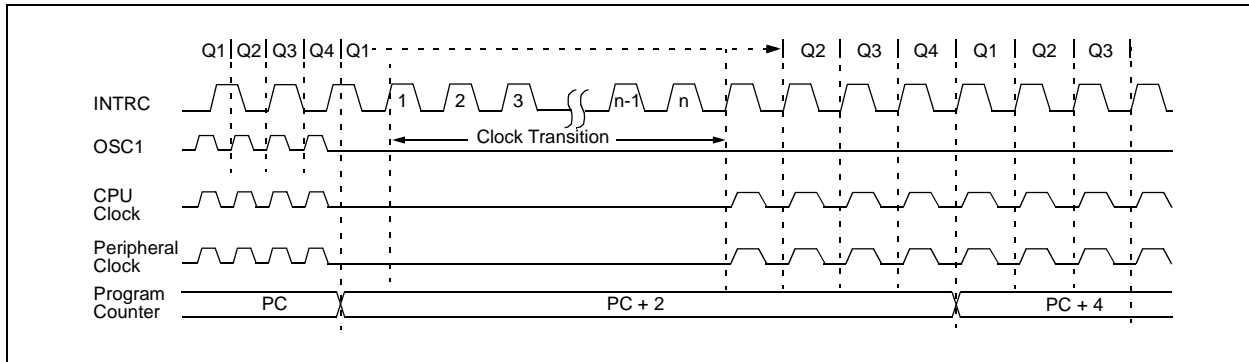 Q1 Q2 Q3 Q4 Q1 Q2 Q3 Q4 Q1 Q2 Q3
INTRC 1 2 3 n-1 n
OSC1 Clock Transition
CPU
Clock
Peripheral
Clock
Program
Counter
PC PC + 2 PC + 4